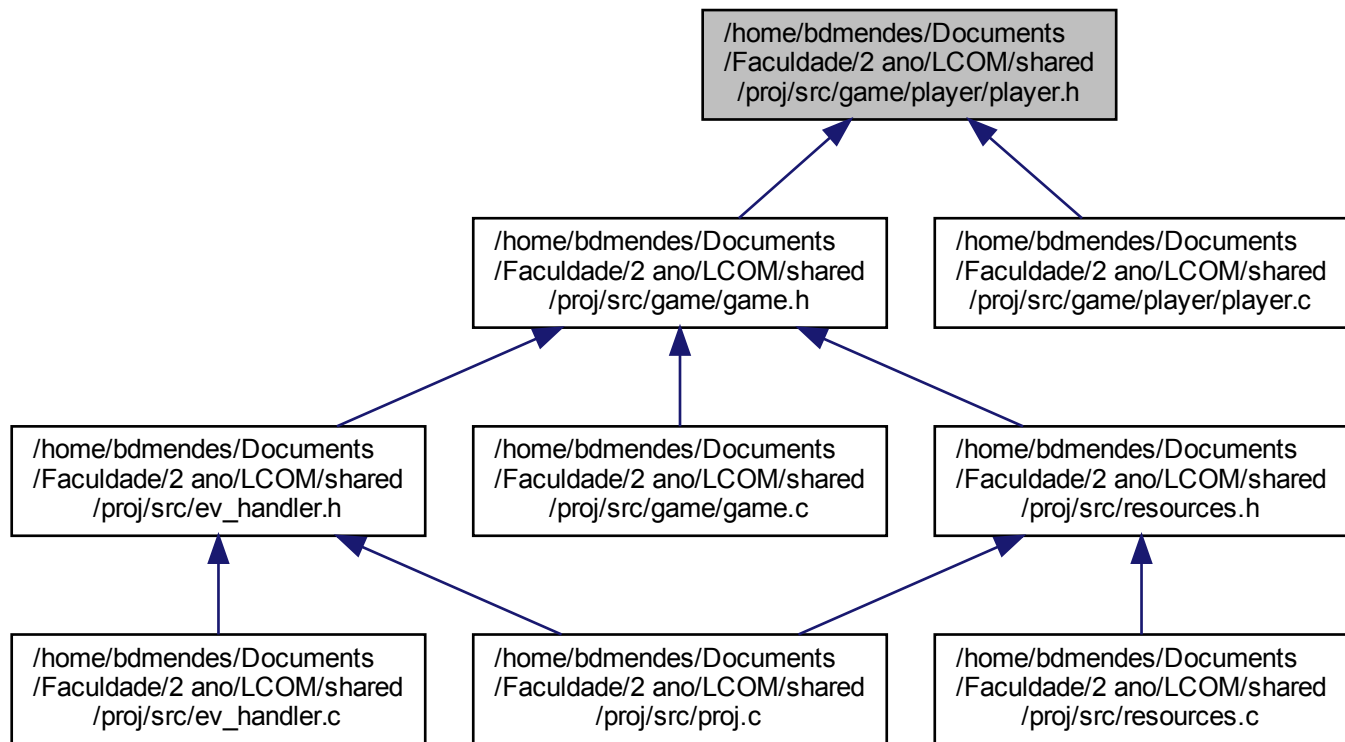 /home/bdmendes/Documents
/Faculdade/2 ano/LCOM/shared
/proj/src/game/player/player.h
/home/bdmendes/Documents
/Faculdade/2 ano/LCOM/shared
/proj/src/game/game.h
/home/bdmendes/Documents
/Faculdade/2 ano/LCOM/shared
/proj/src/game/player/player.c
/home/bdmendes/Documents
/Faculdade/2 ano/LCOM/shared
/proj/src/ev_handler.h
/home/bdmendes/Documents
/Faculdade/2 ano/LCOM/shared
/proj/src/game/game.c
/home/bdmendes/Documents
/Faculdade/2 ano/LCOM/shared
/proj/src/resources.h
/home/bdmendes/Documents
/Faculdade/2 ano/LCOM/shared
/proj/src/ev_handler.c
/home/bdmendes/Documents
/Faculdade/2 ano/LCOM/shared
/proj/src/proj.c
/home/bdmendes/Documents
/Faculdade/2 ano/LCOM/shared
/proj/src/resources.c